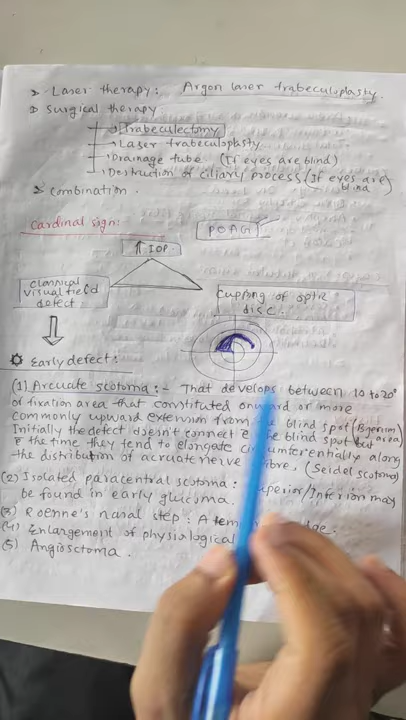 > Laser therapy: Argon laser trabeculoplasty.
Surgical therapy
Trabeculectomy
Laser trabeculoplasty
Drainage tube (If eyes are blind)
Destruction of ciliary process (If eyes are blind
Combination.
Cardinal sign:
POAG
↑ IOP
Classical visual field defect
Cupping of optic disc.
Early defect:
(1) Arcuate scotoma:- That develops between 10 to 20°
of fixation area that constituted or more
commonly upward extension from the blind spot (Bjerrum area)
Initially the defect doesn't connect c̄ the blind spot but
c̄ the time they tend to elongate circumferentially along
the distribution of acruate nerve fibre. (Seidel scotoma)
(2) Isolated paracentral scotoma: Superior/Inferior may
be found in early glucoma.
(3) Roenne's nasal step: A
(4) Enlargement of physiological
(5) Angiosctoma.